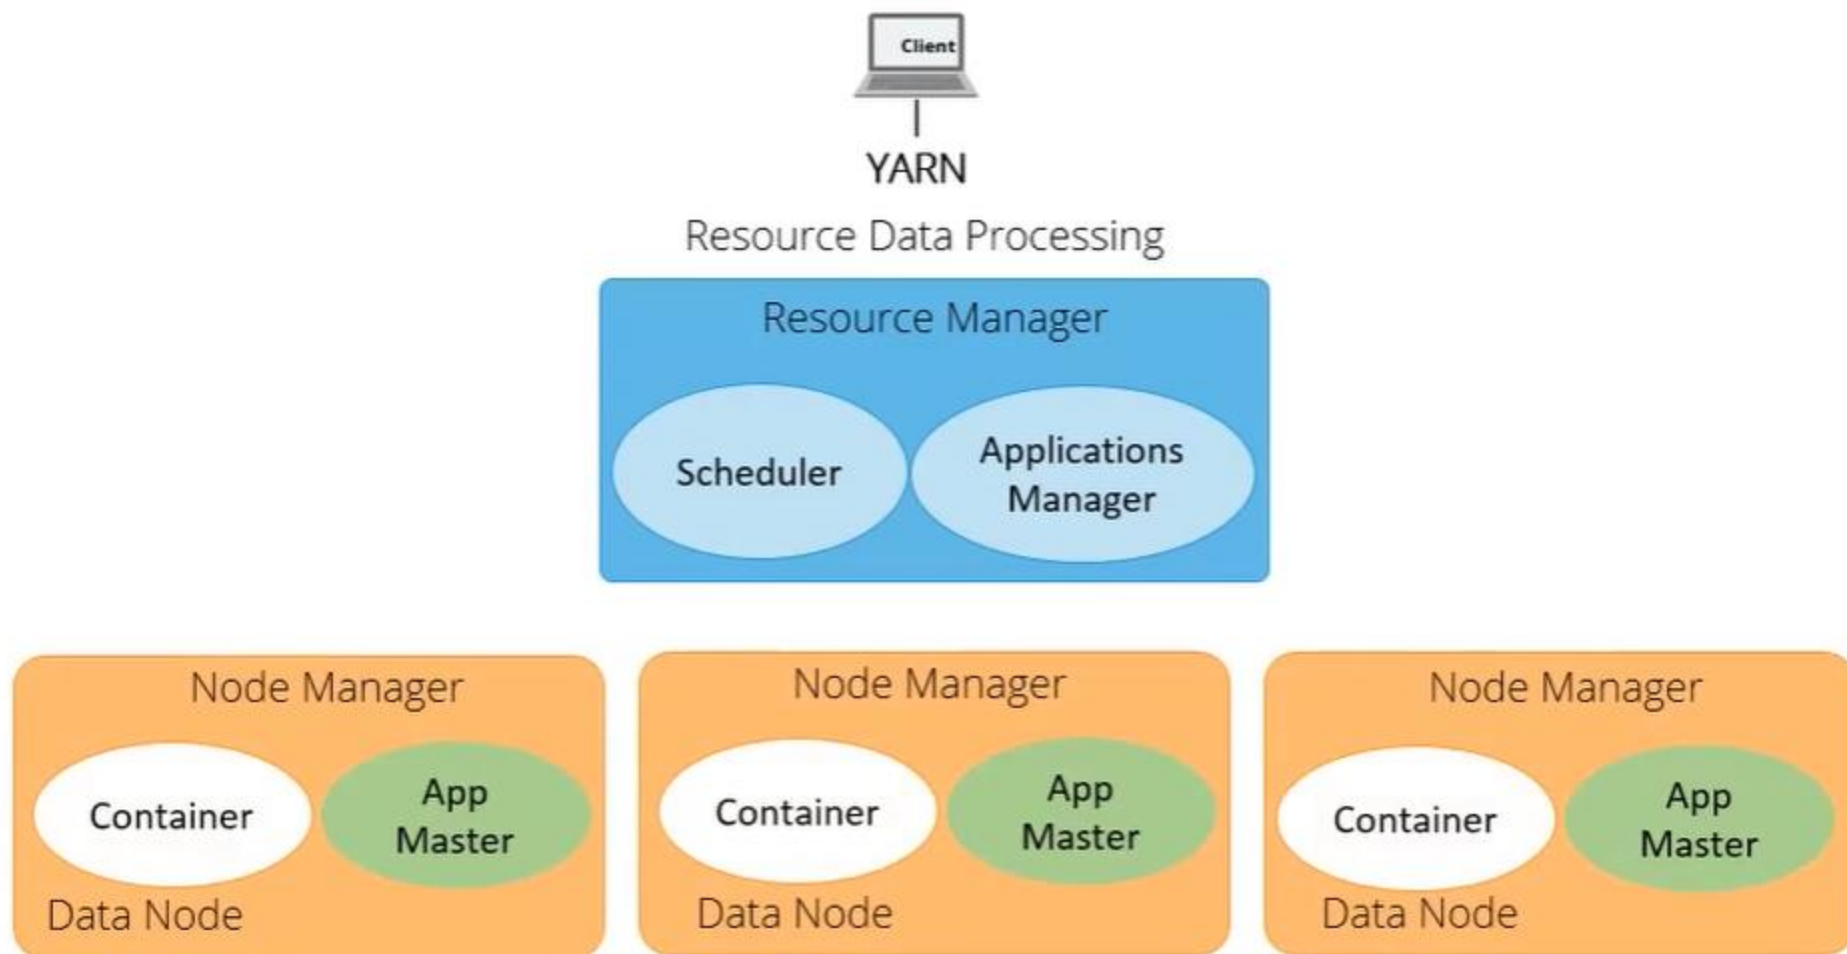 Client
YARN
Resource Data Processing
Resource Manager
Scheduler
Applications
Manager
Node Manager
Container
App
Master
Data Node
Node Manager
Container
App
Master
Data Node
Node Manager
Container
App
Master
Data Node